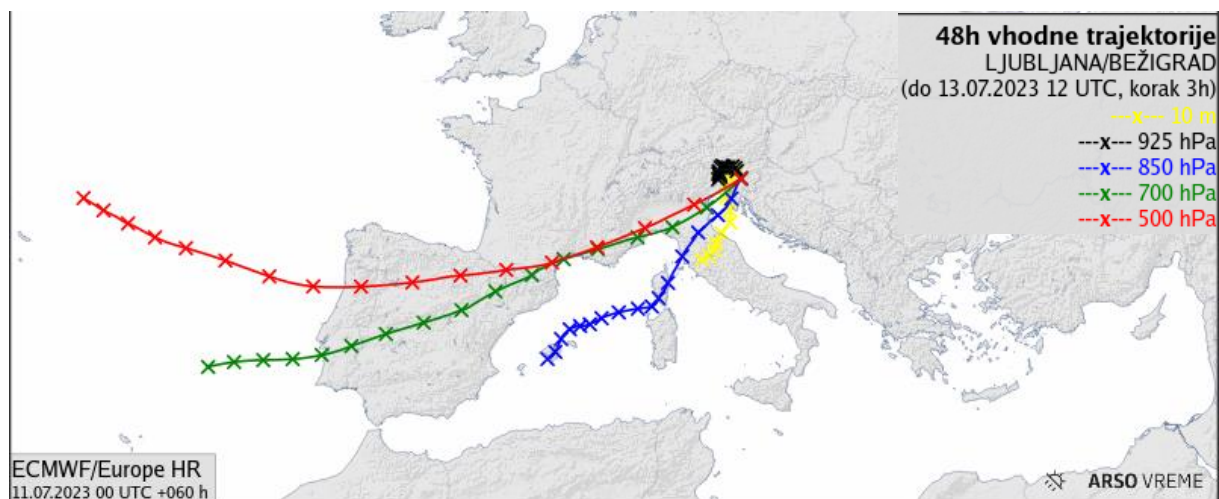 48h vhodne trajektorije
LJUBLJANA/BEŽIGRAD
(do 13.07.2023 12 UTC, korak 3h)
---x--- 10 m
---x--- 925 hPa
---x--- 850 hPa
---x--- 700 hPa
---x--- 500 hPa
ECMWF/Europe HR
11.07.2023 00 UTC +060 h
ARSO VREME